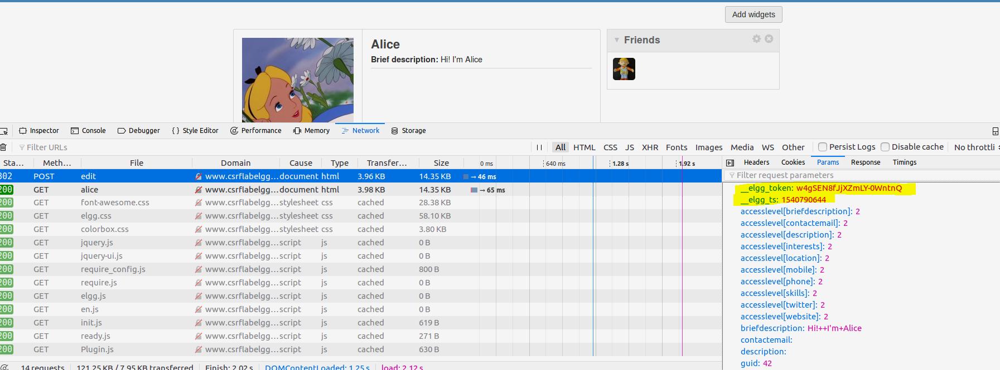 Add widgets
Alice
Brief description: Hi! I'm Alice
Friends
Inspector Console Debugger { } Style Editor Performance Memory Network Storage
Filter URLs All HTML CSS JS XHR Fonts Images Media WS Other Persist Logs Disable cache No throttli
Sta... Meth... File Domain Cause Type Transfer... Size 0 ms 640 ms 1.28 s 1.92 s Headers Cookies Params Response Timings
302 POST edit www.csrflabelgg... document html 3.96 KB 14.35 KB → 46 ms
200 GET alice www.csrflabelgg... document html 3.98 KB 14.35 KB → 65 ms
200 GET font-awesome.css www.csrflabelgg... stylesheet css cached 28.38 KB
200 GET elgg.css www.csrflabelgg... stylesheet css cached 58.10 KB
200 GET colorbox.css www.csrflabelgg... stylesheet css cached 3.80 KB
200 GET jquery.js www.csrflabelgg... script js cached 0 B
200 GET jquery-ui.js www.csrflabelgg... script js cached 0 B
200 GET require_config.js www.csrflabelgg... script js cached 800 B
200 GET require.js www.csrflabelgg... script js cached 0 B
200 GET elgg.js www.csrflabelgg... script js cached 0 B
200 GET en.js www.csrflabelgg... script js cached 0 B
200 GET init.js www.csrflabelgg... script js cached 619 B
200 GET ready.js www.csrflabelgg... script js cached 271 B
200 GET Plugin.js www.csrflabelgg... script js cached 630 B
14 requests 121.25 KB / 7.95 KB transferred Finish: 2.02 s DOMContentLoaded: 1.25 s load: 2.12 s
Filter request parameters
__elgg_token: w4gSEN8fJjXZmLY-0WntnQ
__elgg_ts: 1540790644
accesslevel[briefdescription]: 2
accesslevel[contactemail]: 2
accesslevel[description]: 2
accesslevel[interests]: 2
accesslevel[location]: 2
accesslevel[mobile]: 2
accesslevel[phone]: 2
accesslevel[skills]: 2
accesslevel[twitter]: 2
accesslevel[website]: 2
briefdescription: Hi!++I'm+Alice
contactemail:
description:
guid: 42